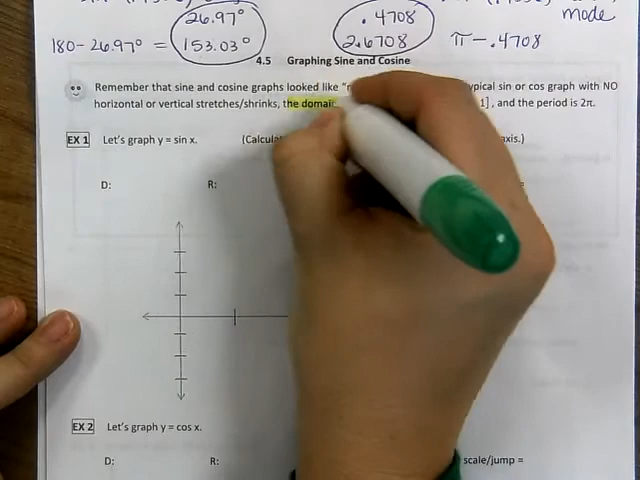 26.97° .4708 mode
180-26.97° = 153.03° 2.6708 π - .4708
4.5 Graphing Sine and Cosine
Remember that sine and cosine graphs looked like typical sin or cos graph with NO
horizontal or vertical stretches/shrinks, the domain 1], and the period is 2π.
EX 1 Let's graph y = sin x. axis.)
D: R: =
EX 2 Let's graph y = cos x.
D: R: scale/jump =